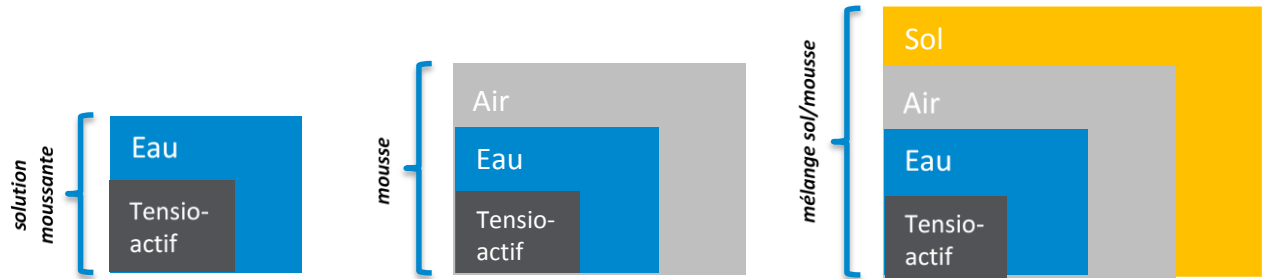 solution
moussante
Eau
Tensio-
actif
mousse
Air
Eau
Tensio-
actif
mélange sol/mousse
Sol
Air
Eau
Tensio-
actif